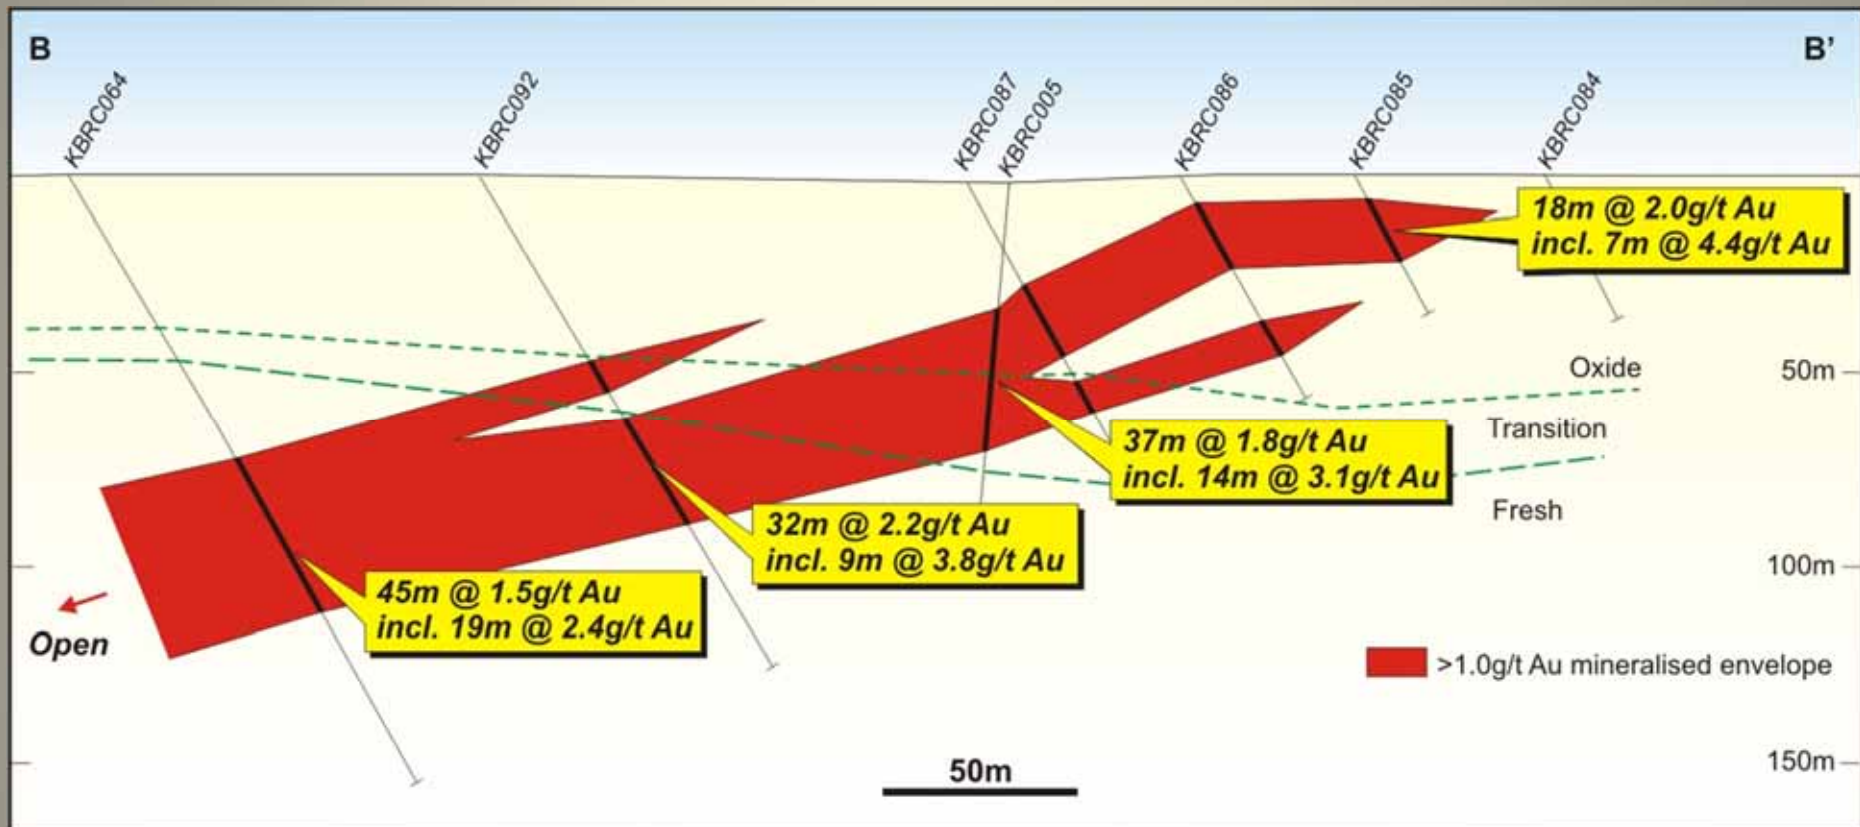 B
B’
KBRC064
KBRC092
KBRC087
KBRC005
KBRC086
KBRC085
KBRC084
18m @ 2.0g/t Au
incl. 7m @ 4.4g/t Au
Oxide
50m
Transition
37m @ 1.8g/t Au
incl. 14m @ 3.1g/t Au
Fresh
32m @ 2.2g/t Au
incl. 9m @ 3.8g/t Au
100m
45m @ 1.5g/t Au
incl. 19m @ 2.4g/t Au
Open
>1.0g/t Au mineralised envelope
50m
150m